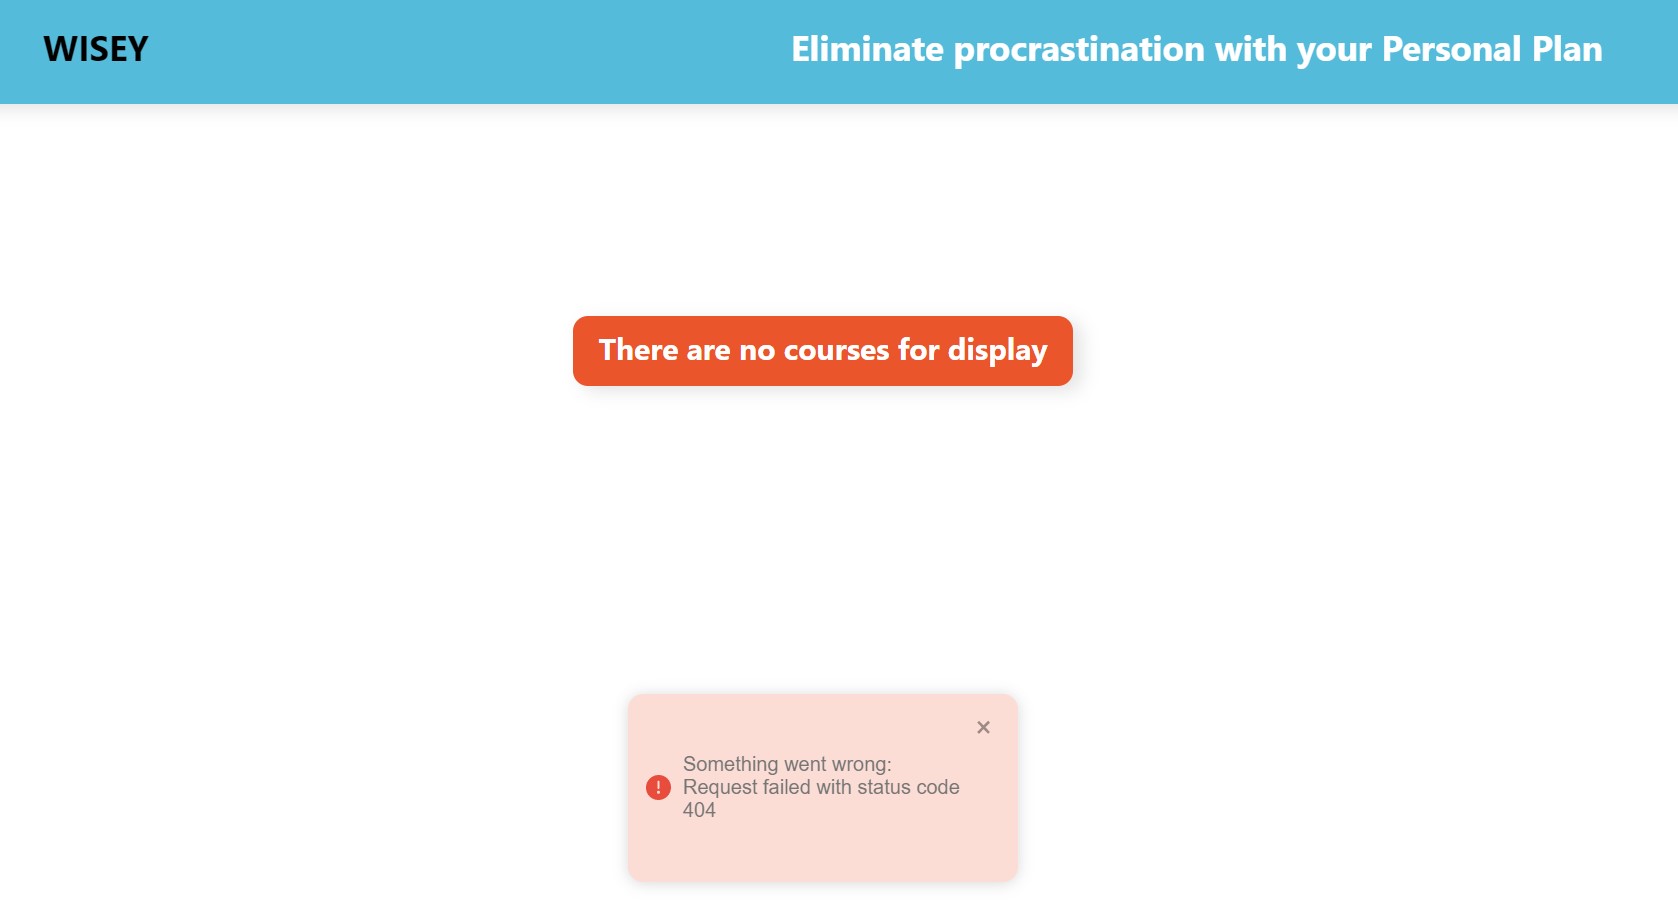 WISEY
Eliminate procrastination with your Personal Plan
There are no courses for display
Something went wrong:
Request failed with status code
404